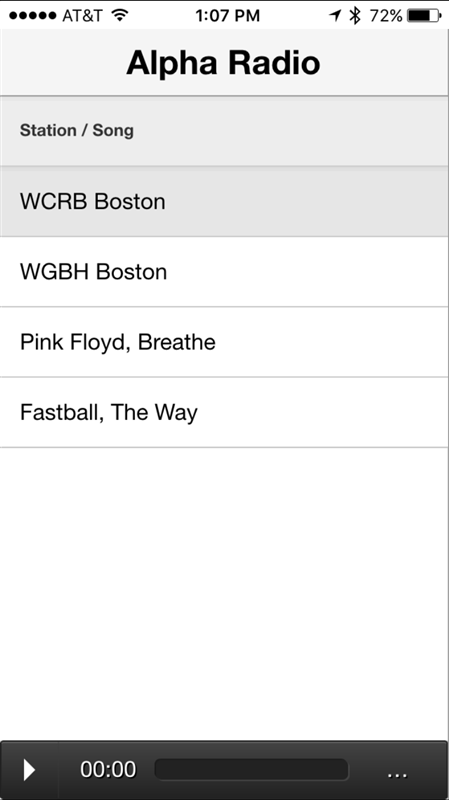 AT&T 1:07 PM 72%
Alpha Radio
Station / Song
WCRB Boston
WGBH Boston
Pink Floyd, Breathe
Fastball, The Way
00:00 ...